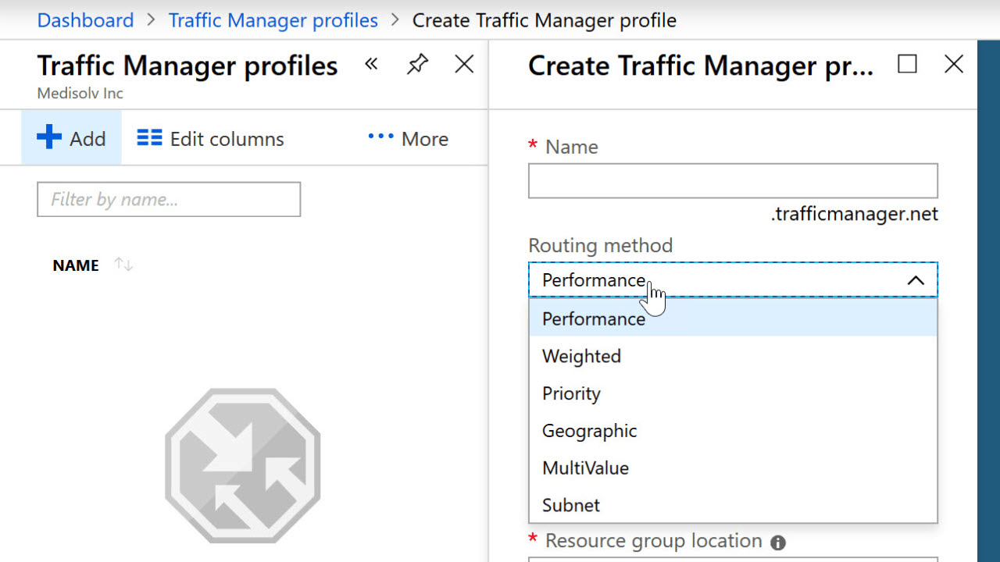 Dashboard > Traffic Manager profiles > Create Traffic Manager profile
Traffic Manager profiles
Medisolv Inc
Add
Edit columns
More
Filter by name...
NAME
Create Traffic Manager pr...
* Name
.trafficmanager.net
Routing method
Performance
Performance
Weighted
Priority
Geographic
MultiValue
Subnet
* Resource group location